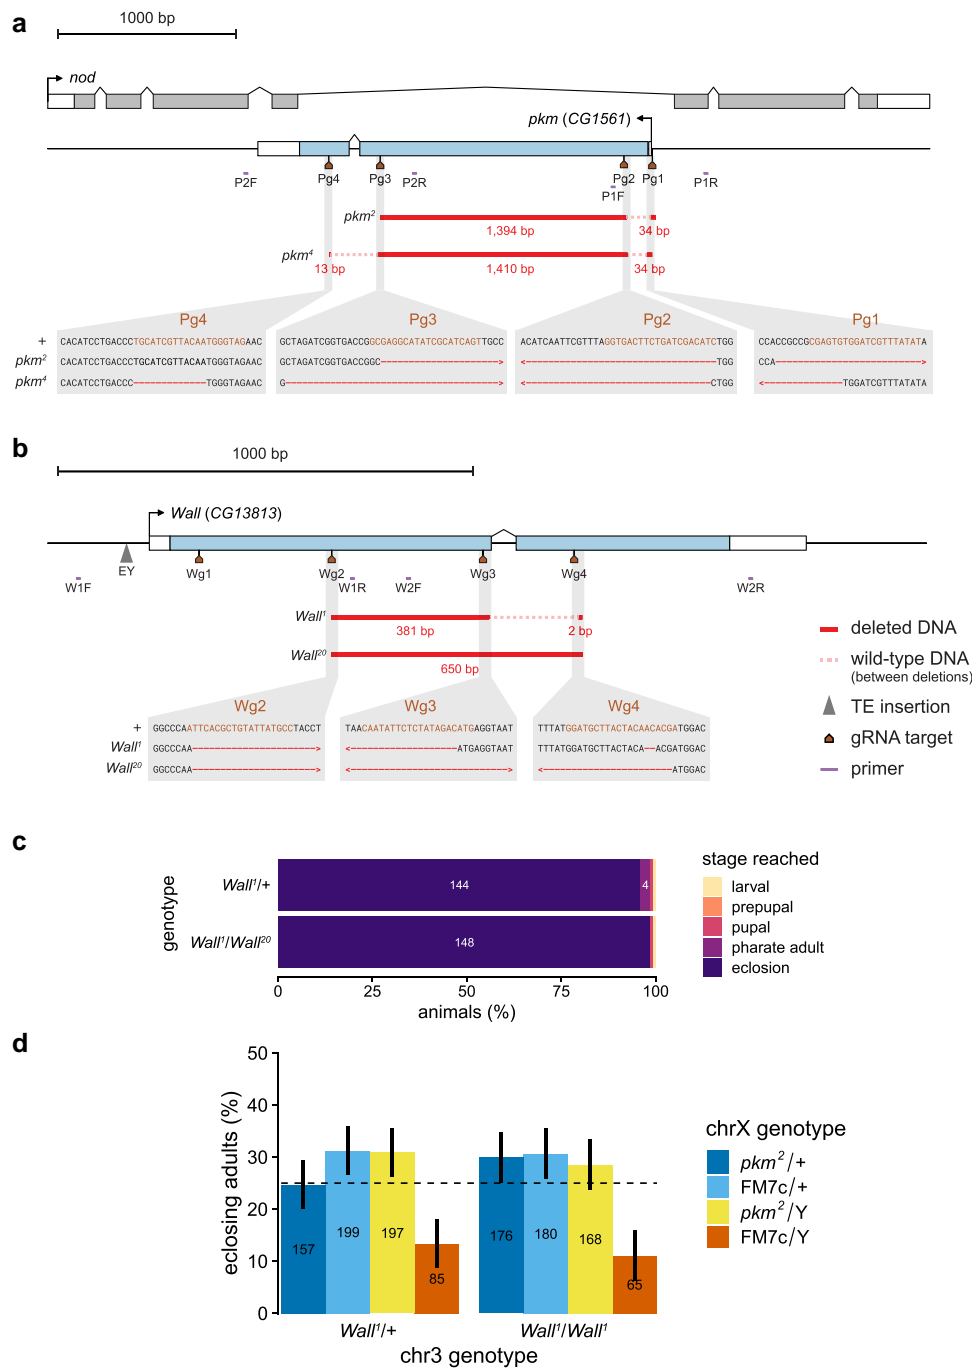 a
1000 bp
nod
pkm (CG1561)
P2F
Pg4
Pg3
P2R
Pg2
Pg1
P1F
P1R
pkm²
1,394 bp
34 bp
pkm⁴
13 bp
1,410 bp
34 bp
Pg4
Pg3
Pg2
Pg1
+
CACATCCTGACCCTGCATCGTTACAATGGGTAGAAC
GCTAGATCGGTGACCGGCGAGGCATATCGCATCAGTTGCC
ACATCAATTCGTTTAGGTGACTTCTGATCGACATCTGG
CCACCGCCGCGAGTGTGGATCGTTTATATA
pkm²
CACATCCTGACCCTGCATCGTTACAATGGGTAGAAC
GCTAGATCGGTGACCGGC
TGG
CCA
pkm⁴
CACATCCTGACCC TGGGTAGAAC
G
CTGG
TGGATCGTTTATATA
b
1000 bp
Wall (CG13813)
EY
W1F
Wg1
Wg2
W1R
W2F
Wg3
Wg4
W2R
Wall¹
381 bp
2 bp
Wall²⁰
650 bp
deleted DNA
wild-type DNA
(between deletions)
TE insertion
gRNA target
primer
Wg2
Wg3
Wg4
+
GGCCCAATTCACGCTGTATTATGCCTACCT
TAACAATATTCTCTATAGACATGAGGTAAT
TTTATGGATGCTTACTACAACACGATGGAC
Wall¹
GGCCCAA
ATGAGGTAAT
TTTATGGATGCTTACTACA--ACGATGGAC
Wall²⁰
GGCCCAA
ATGGAC
c
genotype
Wall¹/+
144
4
Wall¹/Wall²⁰
148
0
25
50
75
100
animals (%)
stage reached
larval
prepupal
pupal
pharate adult
eclosion
d
eclosing adults (%)
50
40
30
20
10
0
157
199
197
85
176
180
168
65
Wall¹/+
Wall¹/Wall¹
chr3 genotype
chrX genotype
pkm²/+
FM7c/+
pkm²/Y
FM7c/Y